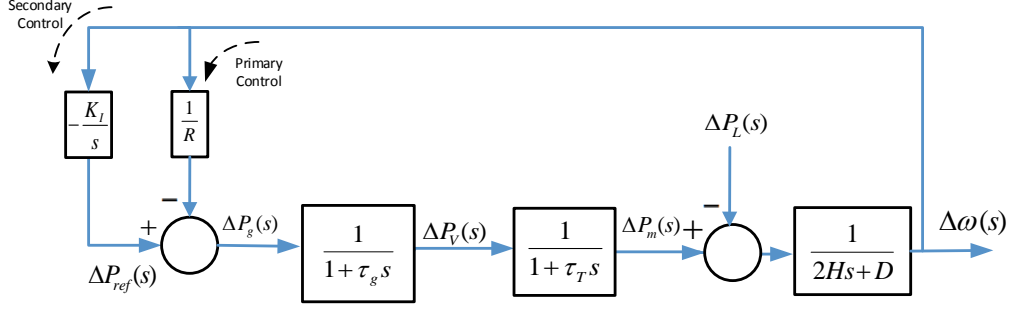 Secondary
Control
Primary
Control
-K_I/s
1/R
ΔP_L(s)
−
−
+
ΔP_g(s)
1/(1+τ_g s)
ΔP_V(s)
1/(1+τ_T s)
ΔP_m(s)
+
1/(2Hs+D)
Δω(s)
ΔP_ref(s)